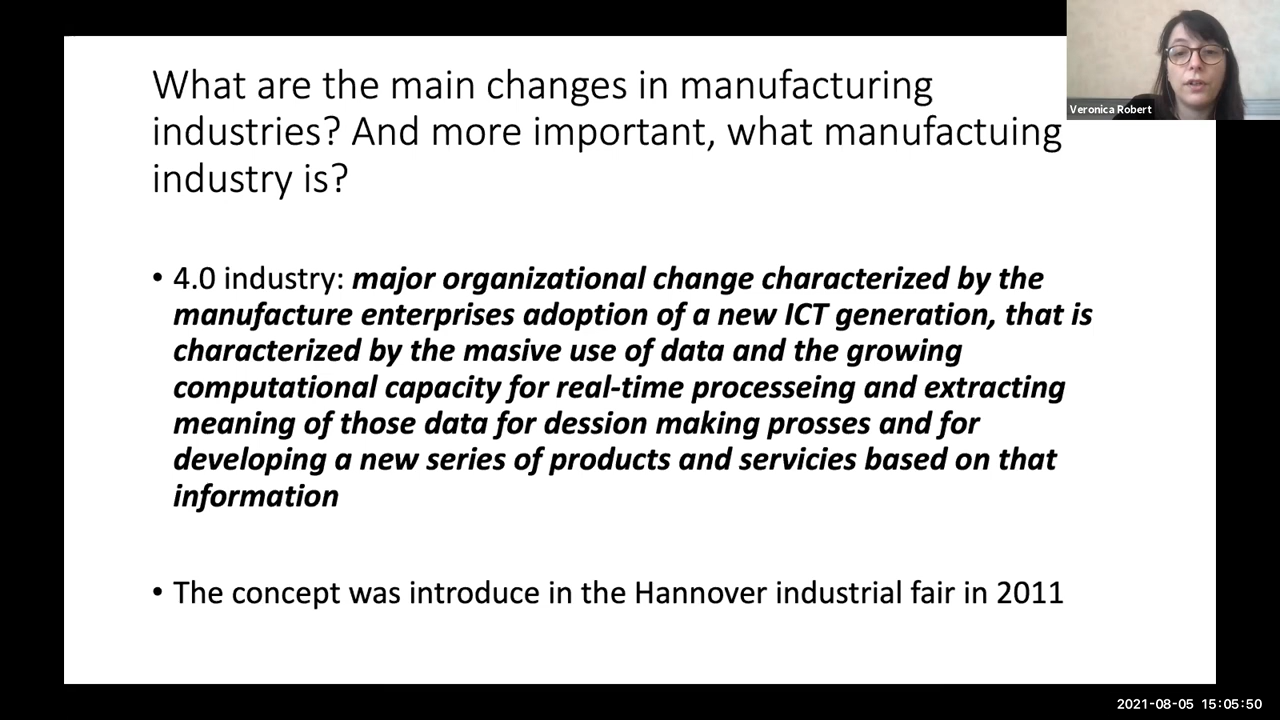 What are the main changes in manufacturing
industries? And more important, what manufactuing
industry is?
Veronica Robert
• 4.0 industry: major organizational change characterized by the
manufacture enterprises adoption of a new ICT generation, that is
characterized by the masive use of data and the growing
computational capacity for real-time processeing and extracting
meaning of those data for dession making prosses and for
developing a new series of products and servicies based on that
information
• The concept was introduce in the Hannover industrial fair in 2011
2021-08-05 15:05:50